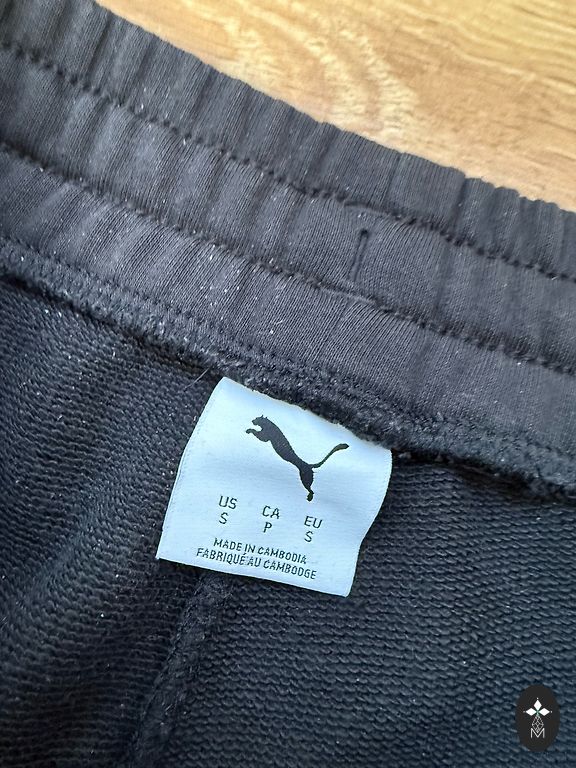 US CA EU
S P S
MADE IN CAMBODIA
FABRIQUÉ AU CAMBODGE
M